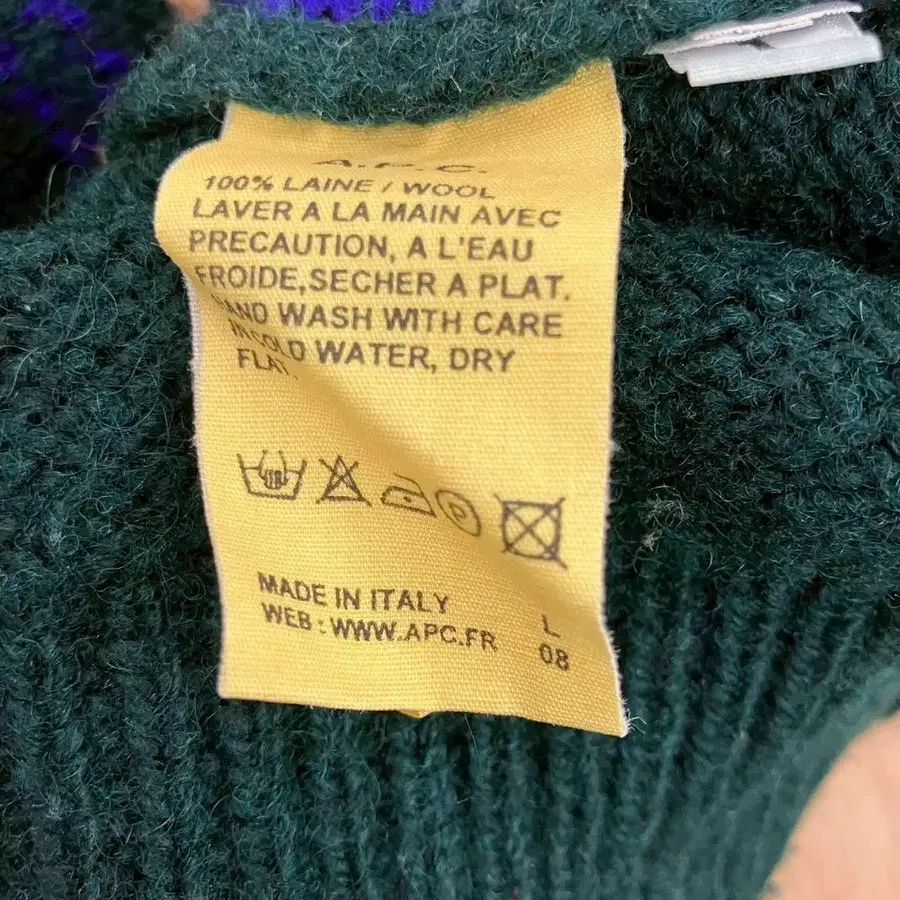 A.P.C.
100% LAINE / WOOL
LAVER A LA MAIN AVEC
PRECAUTION, A L'EAU
FROIDE,SECHER A PLAT.
HAND WASH WITH CARE
IN COLD WATER, DRY
FLAT.
P
MADE IN ITALY
WEB : WWW.APC.FR
L
08